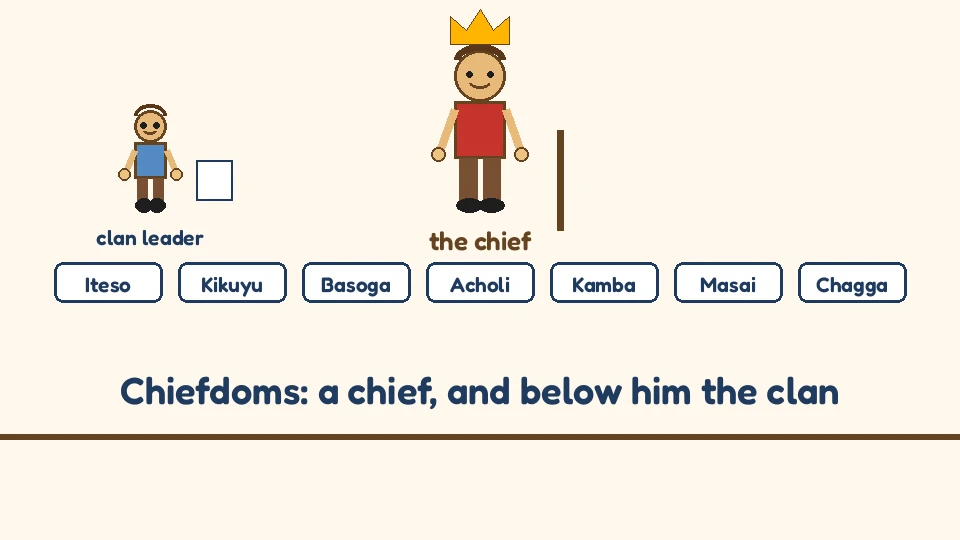 clan leader
the chief
Iteso Kikuyu Basoga Acholi Kamba Masai Chagga
Chiefdoms: a chief, and below him the clan